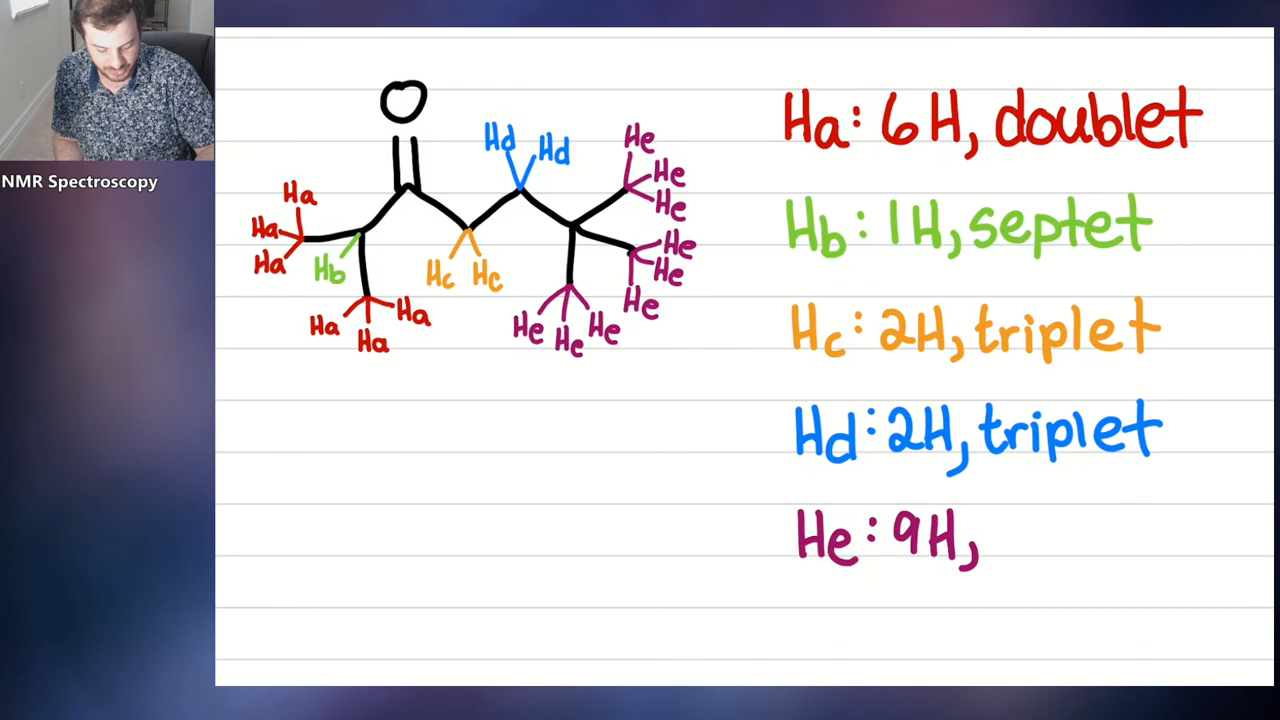 NMR Spectroscopy
O
Hd Hd He
He
He
Ha
Ha
Ha
Hb
Hc Hc
He
He
He
Ha
Ha
Ha
He
He
He
Ha: 6H, doublet
Hb: 1H, septet
Hc: 2H, triplet
Hd: 2H, triplet
He: 9H,